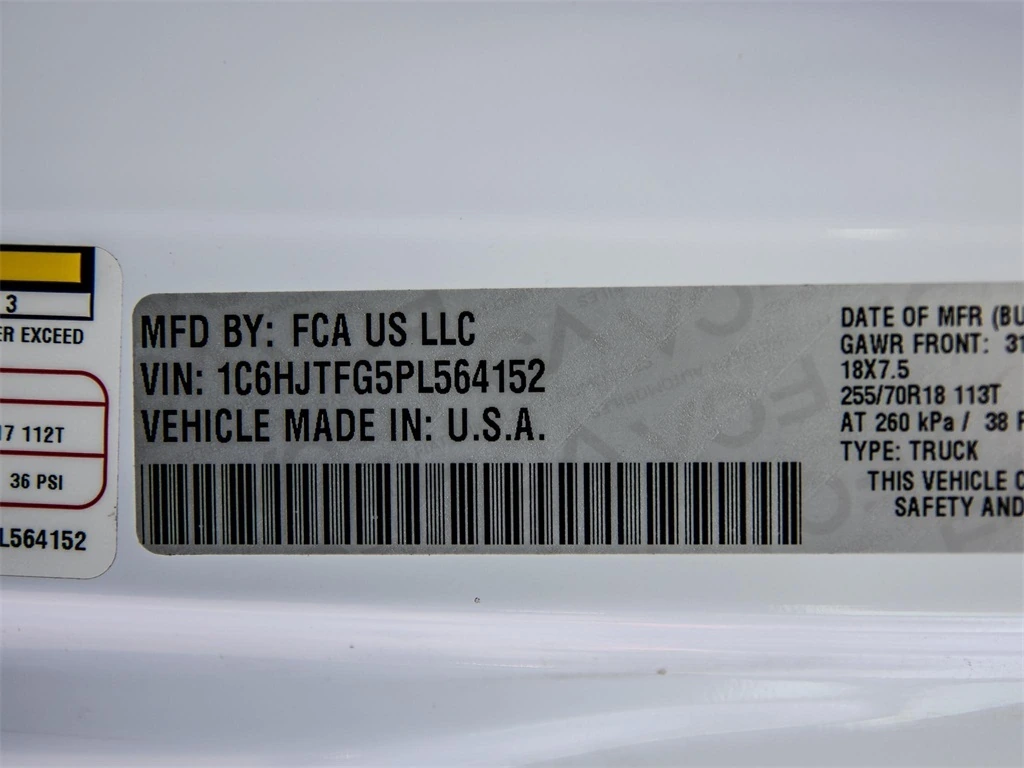 3
ER EXCEED
17 112T
36 PSI
L564152
MFD BY: FCA US LLC
VIN: 1C6HJTFG5PL564152
VEHICLE MADE IN: U.S.A.
DATE OF MFR (BU
GAWR FRONT: 31
18X7.5
255/70R18 113T
AT 260 kPa / 38 P
TYPE: TRUCK
THIS VEHICLE C
SAFETY AND